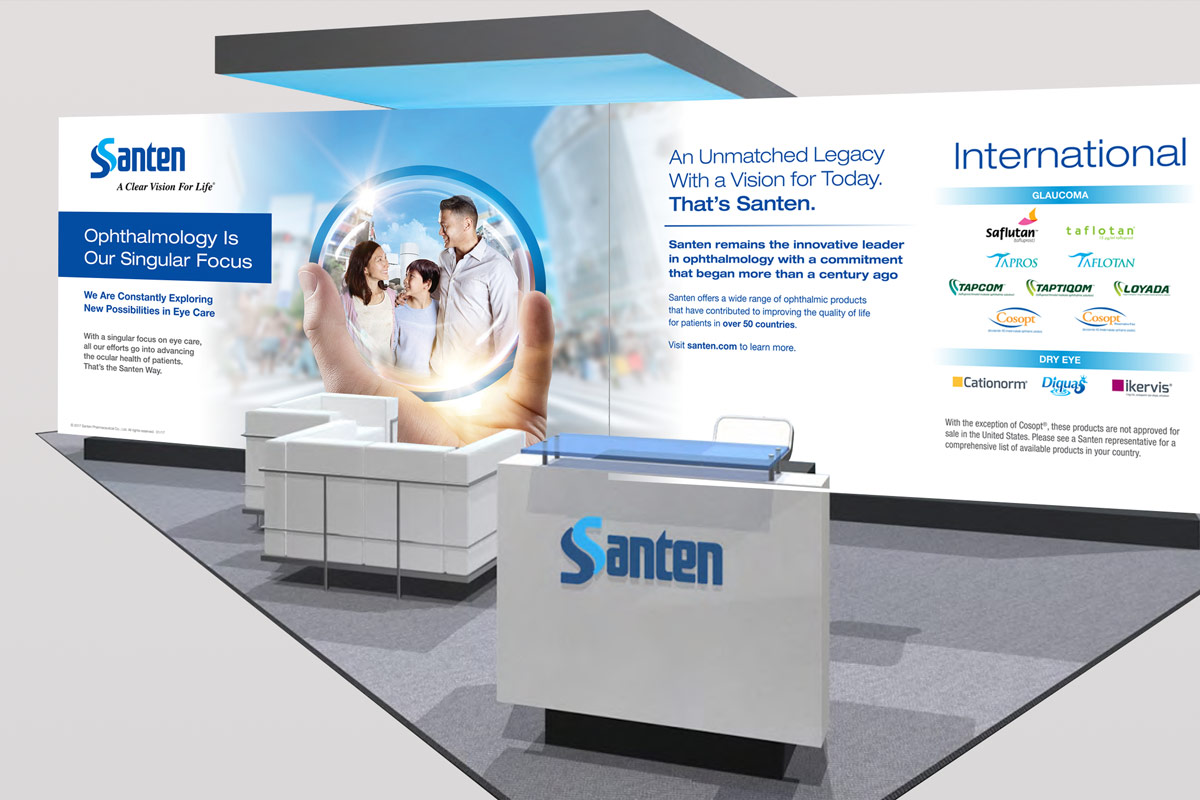 Santen
A Clear Vision For Life®
Ophthalmology Is
Our Singular Focus
We Are Constantly Exploring
New Possibilities in Eye Care
With a singular focus on eye care,
all our efforts go into advancing
the ocular health of patients.
That's the Santen Way.
An Unmatched Legacy
With a Vision for Today.
That's Santen.
Santen remains the innovative leader
in ophthalmology with a commitment
that began more than a century ago
Santen offers a wide range of ophthalmic products
that have contributed to improving the quality of life
for patients in over 50 countries.
Visit santen.com to learn more.
International
GLAUCOMA
Saflutan
(tafluprost)
taflotan
TAPROS
TAFLOTAN
TAPCOM
TAPTIQOM
LOYADA
Cosopt
Cosopt
DRY EYE
Cationorm®
Diquas
ikervis®
With the exception of Cosopt®, these products are not approved for
sale in the United States. Please see a Santen representative for a
comprehensive list of available products in your country.
Santen